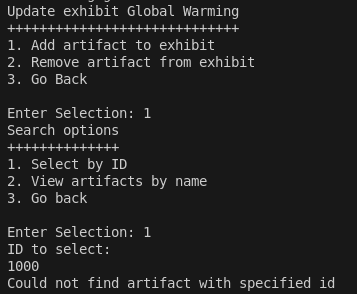 Update exhibit Global Warming
+++++++++++++++++++++++++++++
1. Add artifact to exhibit
2. Remove artifact from exhibit
3. Go Back

Enter Selection: 1
Search options
++++++++++++++
1. Select by ID
2. View artifacts by name
3. Go back

Enter Selection: 1
ID to select:
1000
Could not find artifact with specified id